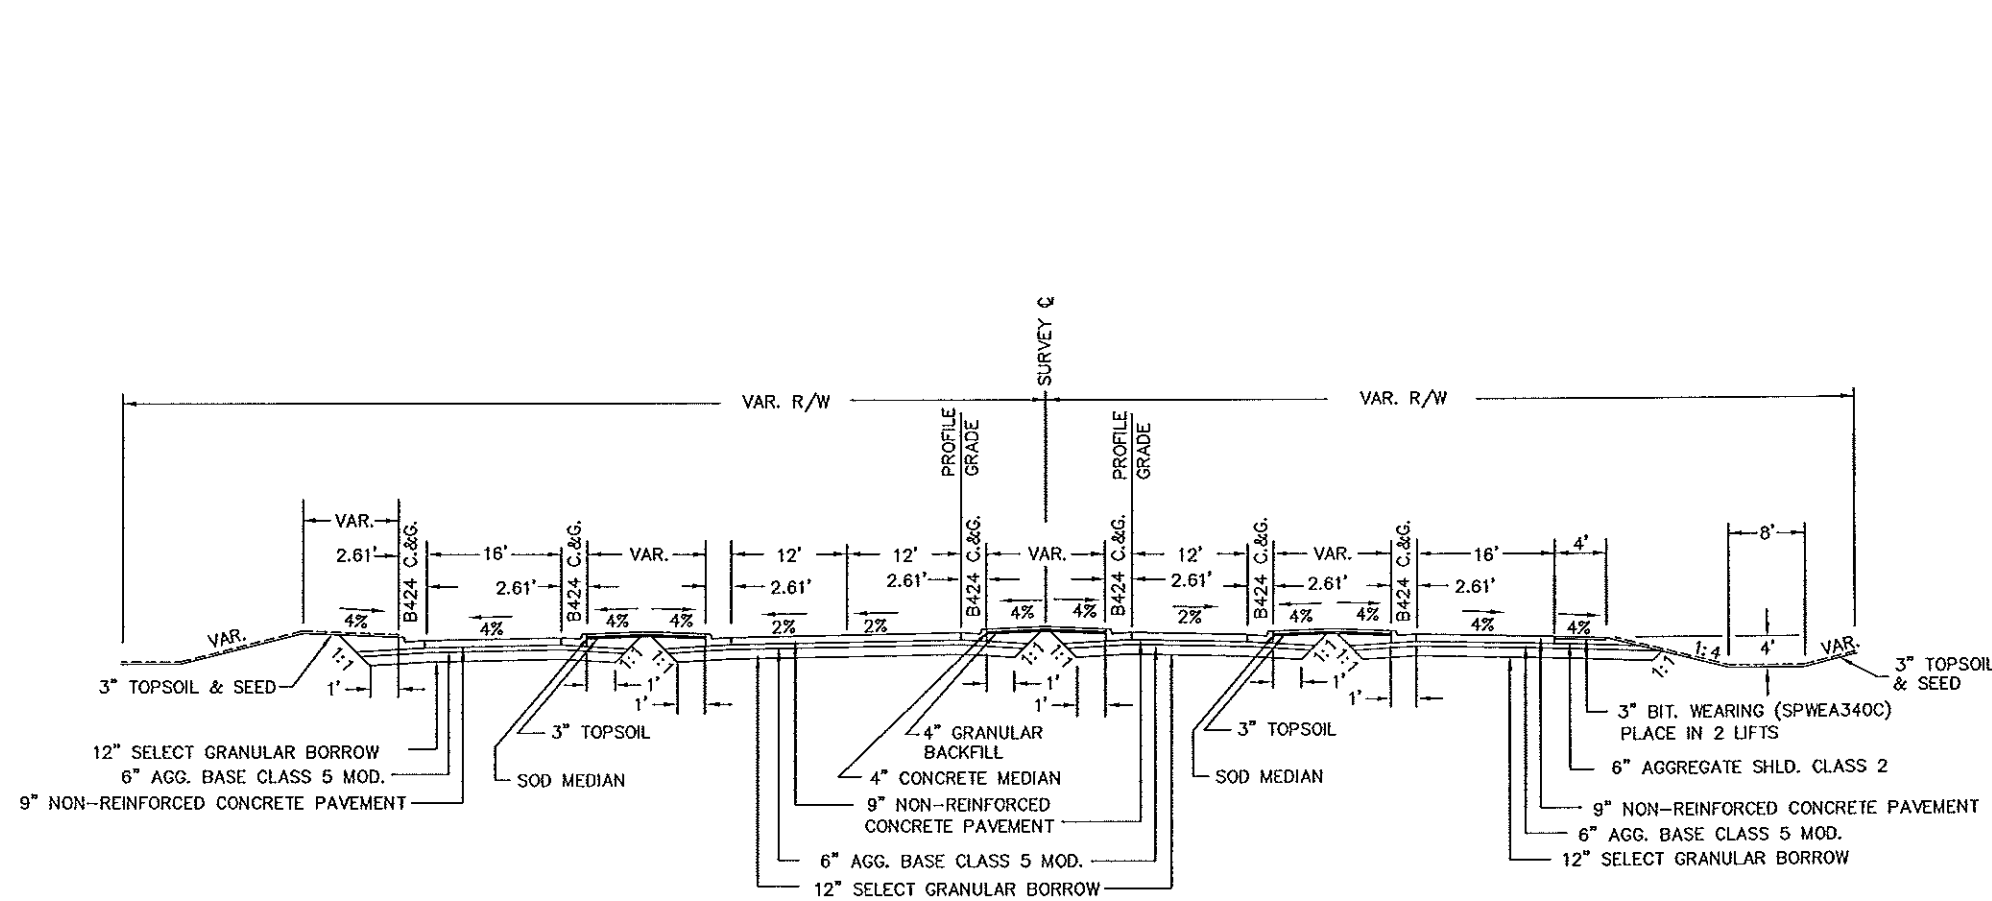 SURVEY ℄
VAR. R/W
VAR. R/W
PROFILE
GRADE
PROFILE
GRADE
VAR.
2.61'
B424 C.&G.
16'
2.61'
B424 C.&G.
VAR.
12'
12'
2.61'
2.61'
B424 C.&G.
VAR.
B424 C.&G.
12'
2.61'
B424 C.&G.
VAR.
2.61'
B424 C.&G.
16'
2.61'
4'
8'
VAR.
4%
4%
4%
4%
2%
2%
4%
4%
2%
4%
4%
4%
4%
1:4
4'
VAR.
1:1
1:1
1:1
1:1
1:1
1:1
1:1
1:1
1'
1'
1'
1'
1'
1'
1'
3" TOPSOIL & SEED
12" SELECT GRANULAR BORROW
6" AGG. BASE CLASS 5 MOD.
9" NON-REINFORCED CONCRETE PAVEMENT
3" TOPSOIL
SOD MEDIAN
4" GRANULAR
BACKFILL
4" CONCRETE MEDIAN
9" NON-REINFORCED
CONCRETE PAVEMENT
6" AGG. BASE CLASS 5 MOD.
12" SELECT GRANULAR BORROW
3" TOPSOIL
SOD MEDIAN
3" TOPSOIL
& SEED
3" BIT. WEARING (SPWEA340C)
PLACE IN 2 LIFTS
6" AGGREGATE SHLD. CLASS 2
9" NON-REINFORCED CONCRETE PAVEMENT
6" AGG. BASE CLASS 5 MOD.
12" SELECT GRANULAR BORROW